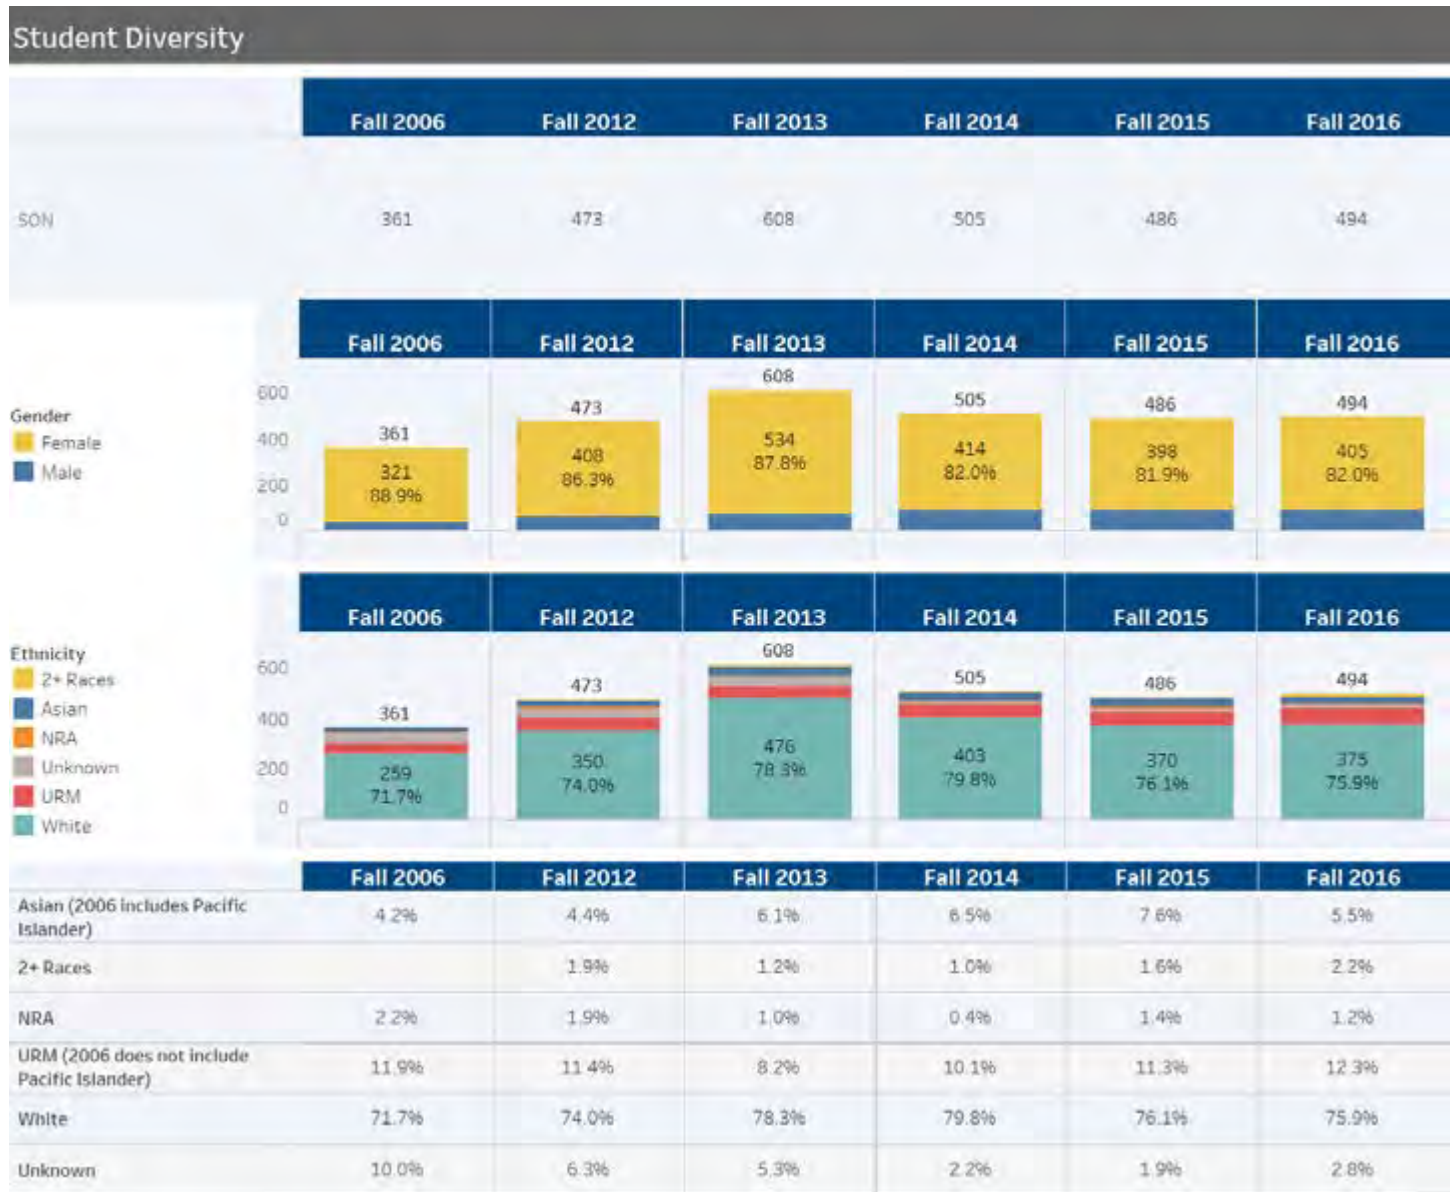 Student Diversity
Fall 2006 Fall 2012 Fall 2013 Fall 2014 Fall 2015 Fall 2016
SON 361 473 608 505 486 494
Fall 2006 Fall 2012 Fall 2013 Fall 2014 Fall 2015 Fall 2016
Gender
Female
Male
600
400
200
0
361 473 608 505 486 494
321 408 534 414 398 405
88.9% 86.3% 87.8% 82.0% 81.9% 82.0%
Fall 2006 Fall 2012 Fall 2013 Fall 2014 Fall 2015 Fall 2016
Ethnicity
2+ Races
Asian
NRA
Unknown
URM
White
600
400
200
0
361 473 608 505 486 494
259 350 476 403 370 375
71.7% 74.0% 78.3% 79.8% 76.1% 75.9%
Fall 2006 Fall 2012 Fall 2013 Fall 2014 Fall 2015 Fall 2016
Asian (2006 includes Pacific
Islander) 4.2% 4.4% 6.1% 6.5% 7.6% 5.5%
2+ Races 1.9% 1.2% 1.0% 1.6% 2.2%
NRA 2.2% 1.9% 1.0% 0.4% 1.4% 1.2%
URM (2006 does not include
Pacific Islander) 11.9% 11.4% 8.2% 10.1% 11.3% 12.3%
White 71.7% 74.0% 78.3% 79.8% 76.1% 75.9%
Unknown 10.0% 6.3% 5.3% 2.2% 1.9% 2.8%